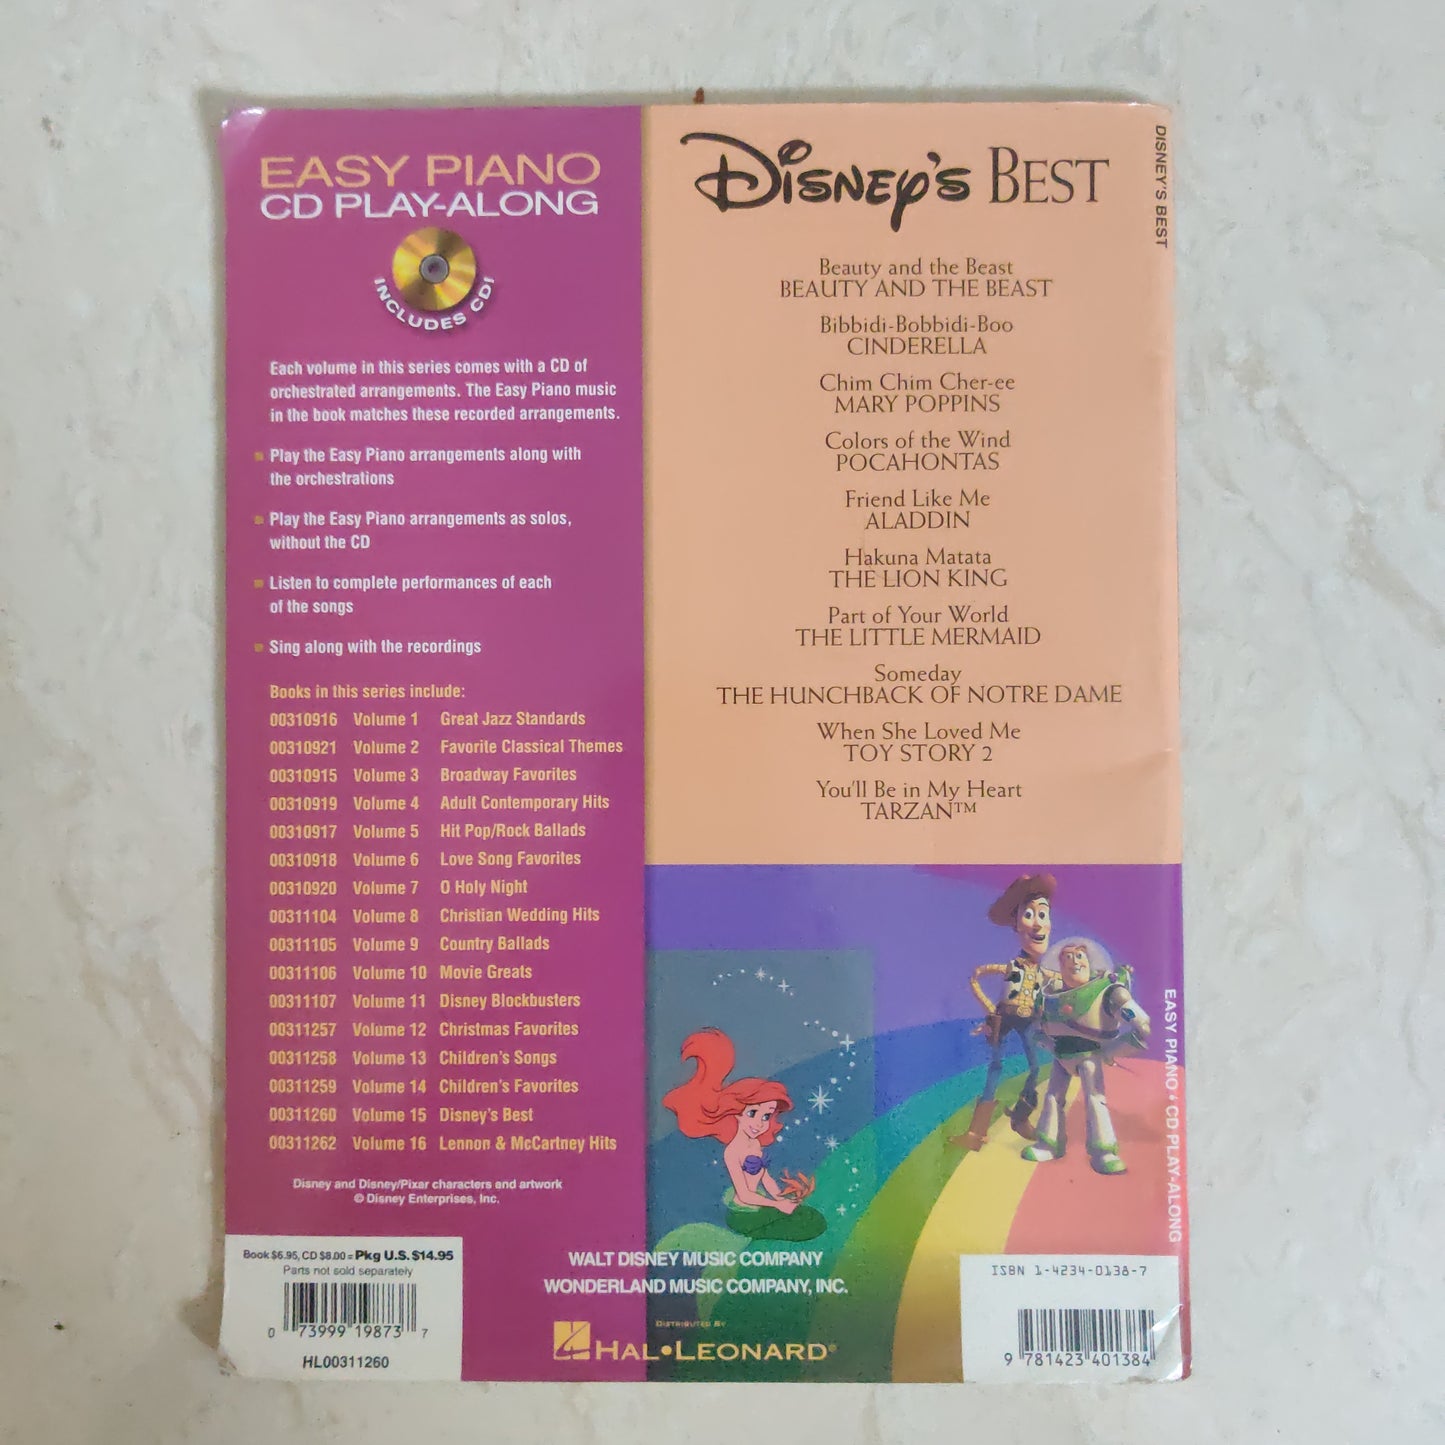 EASY PIANO
CD PLAY-ALONG
INCLUDES CD!
Each volume in this series comes with a CD of
orchestrated arrangements. The Easy Piano music
in the book matches these recorded arrangements.
Play the Easy Piano arrangements along with
the orchestrations
Play the Easy Piano arrangements as solos,
without the CD
Listen to complete performances of each
of the songs
Sing along with the recordings
Books in this series include:
00310916 Volume 1 Great Jazz Standards
00310921 Volume 2 Favorite Classical Themes
00310915 Volume 3 Broadway Favorites
00310919 Volume 4 Adult Contemporary Hits
00310917 Volume 5 Hit Pop/Rock Ballads
00310918 Volume 6 Love Song Favorites
00310920 Volume 7 O Holy Night
00311104 Volume 8 Christian Wedding Hits
00311105 Volume 9 Country Ballads
00311106 Volume 10 Movie Greats
00311107 Volume 11 Disney Blockbusters
00311257 Volume 12 Christmas Favorites
00311258 Volume 13 Children's Songs
00311259 Volume 14 Children's Favorites
00311260 Volume 15 Disney's Best
00311262 Volume 16 Lennon & McCartney Hits
Disney and Disney/Pixar characters and artwork
© Disney Enterprises, Inc.
Book $6.95, CD $8.00 = Pkg U.S. $14.95
Parts not sold separately
0 73999 19873 7
HL00311260
DISNEY'S BEST
Beauty and the Beast
BEAUTY AND THE BEAST
Bibbidi-Bobbidi-Boo
CINDERELLA
Chim Chim Cher-ee
MARY POPPINS
Colors of the Wind
POCAHONTAS
Friend Like Me
ALADDIN
Hakuna Matata
THE LION KING
Part of Your World
THE LITTLE MERMAID
Someday
THE HUNCHBACK OF NOTRE DAME
When She Loved Me
TOY STORY 2
You'll Be in My Heart
TARZAN™
WALT DISNEY MUSIC COMPANY
WONDERLAND MUSIC COMPANY, INC.
DISTRIBUTED BY
HAL•LEONARD®
ISBN 1-4234-0138-7
9 781423 401384
DISNEY'S BEST
EASY PIANO • CD PLAY-ALONG